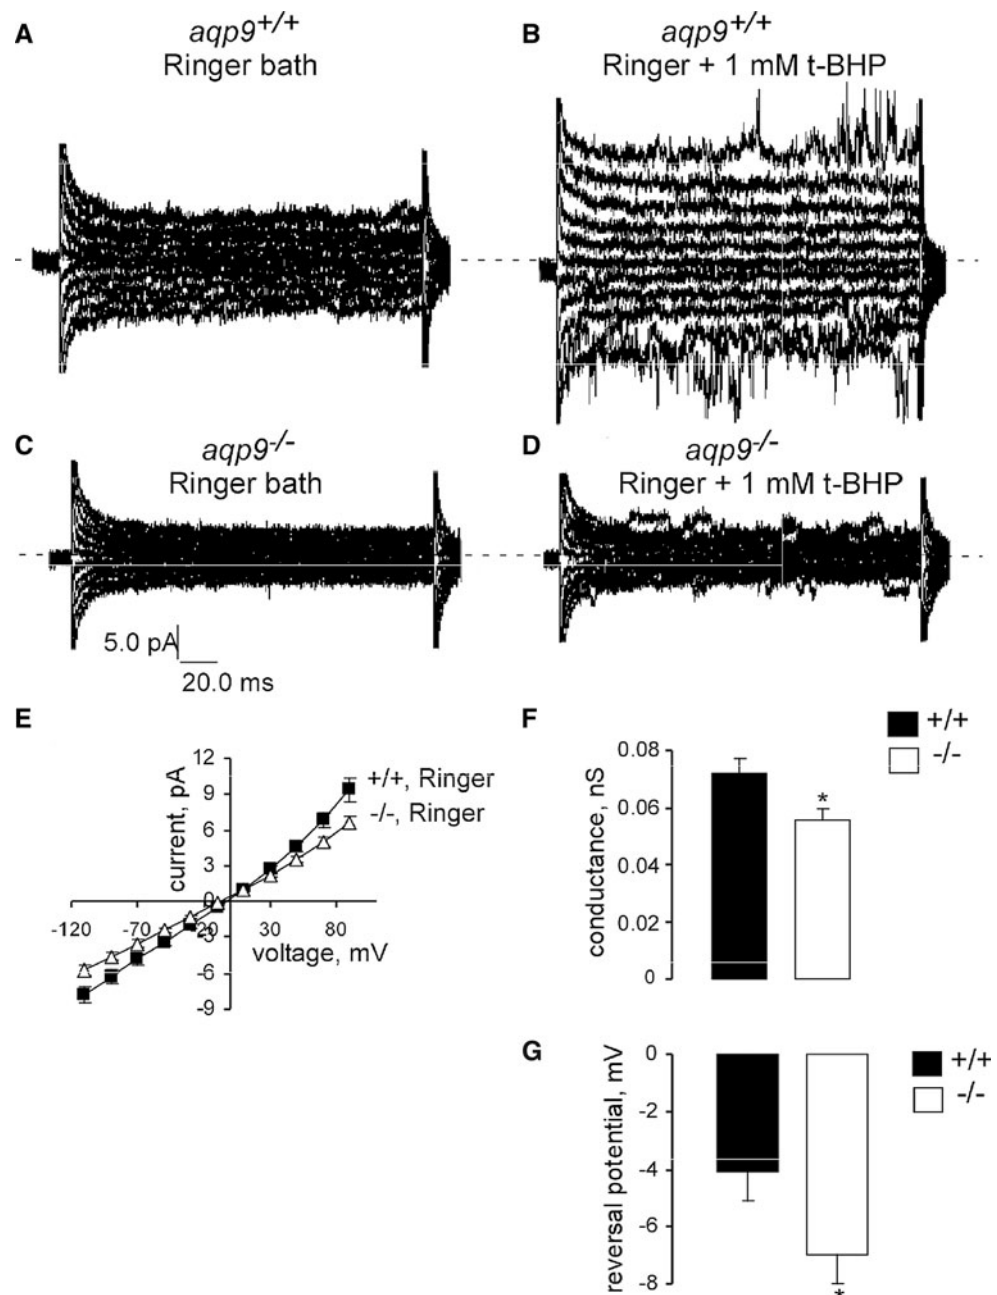 A
aqp9+/+
Ringer bath
B
aqp9+/+
Ringer + 1 mM t-BHP
C
aqp9-/-
Ringer bath
D
aqp9-/-
Ringer + 1 mM t-BHP
5.0 pA
20.0 ms
E
12
9
6
3
0
-3
-6
-9
current, pA
-120
-70
-20
30
80
voltage, mV
+/+, Ringer
-/-, Ringer
F
+/+
-/-
0.08
0.06
0.04
0.02
0
conductance, nS
*
G
+/+
-/-
0
-2
-4
-6
-8
reversal potential, mV
*